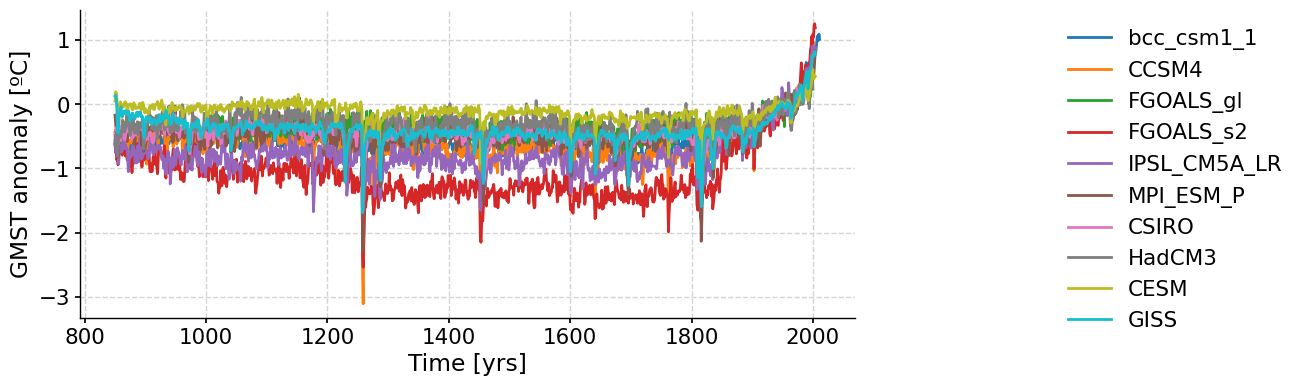 GMST anomaly [ºC]
1
0
−1
−2
−3
800 1000 1200 1400 1600 1800 2000
Time [yrs]
bcc_csm1_1
CCSM4
FGOALS_gl
FGOALS_s2
IPSL_CM5A_LR
MPI_ESM_P
CSIRO
HadCM3
CESM
GISS